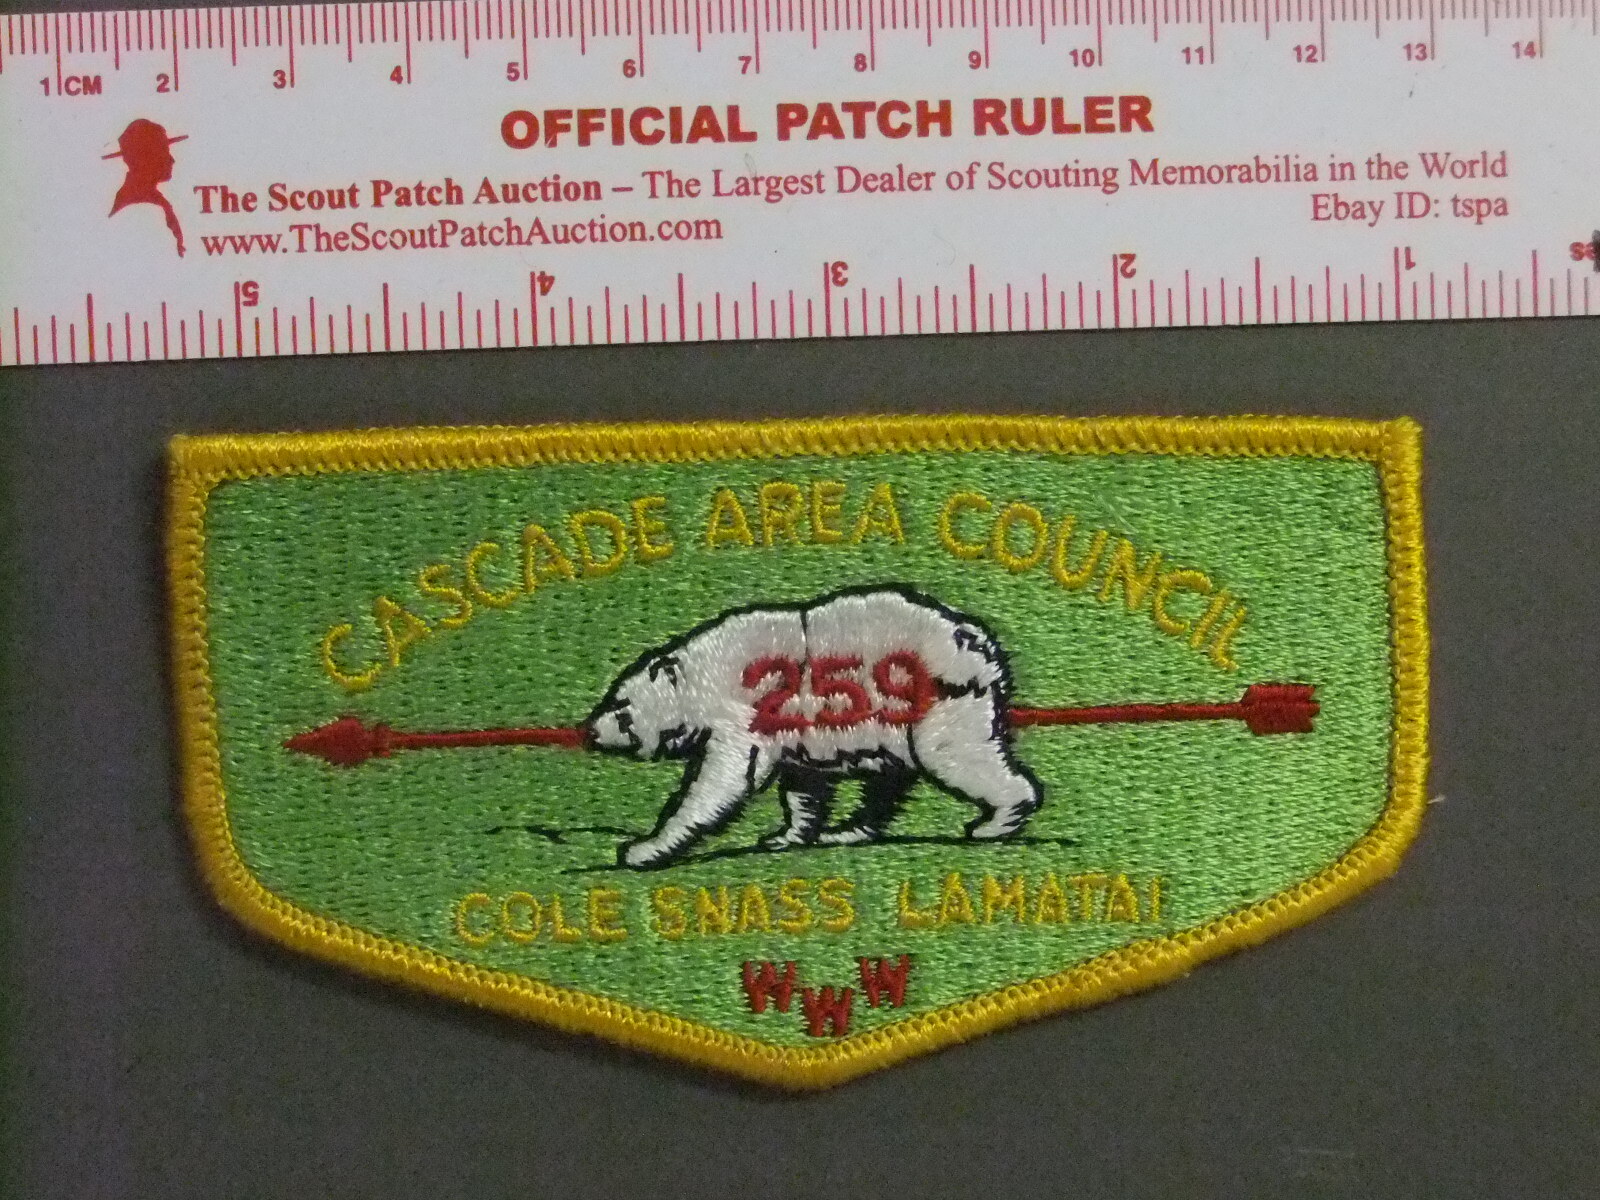 1 CM 2 3 4 5 6 7 8 9 10 11 12 13 14
OFFICIAL PATCH RULER
The Scout Patch Auction – The Largest Dealer of Scouting Memorabilia in the World
www.TheScoutPatchAuction.com
Ebay ID: tspa
5 4 3 2 1
CASCADE AREA COUNCIL
259
COLE SNASS LAMATAI
WWW